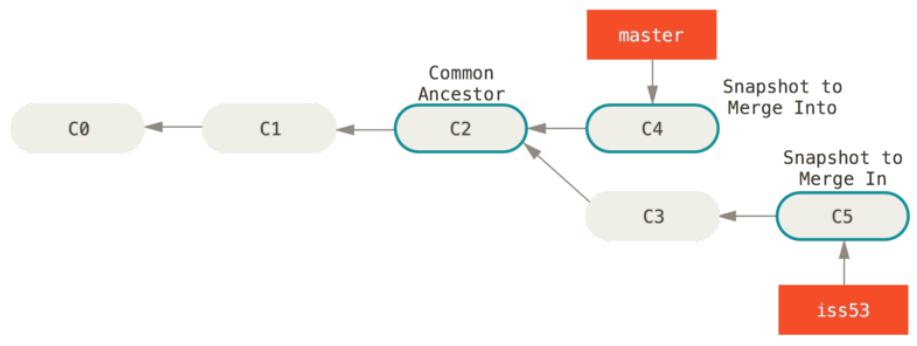 master
Common
Ancestor
Snapshot to
Merge Into
C0
C1
C2
C4
Snapshot to
Merge In
C3
C5
iss53